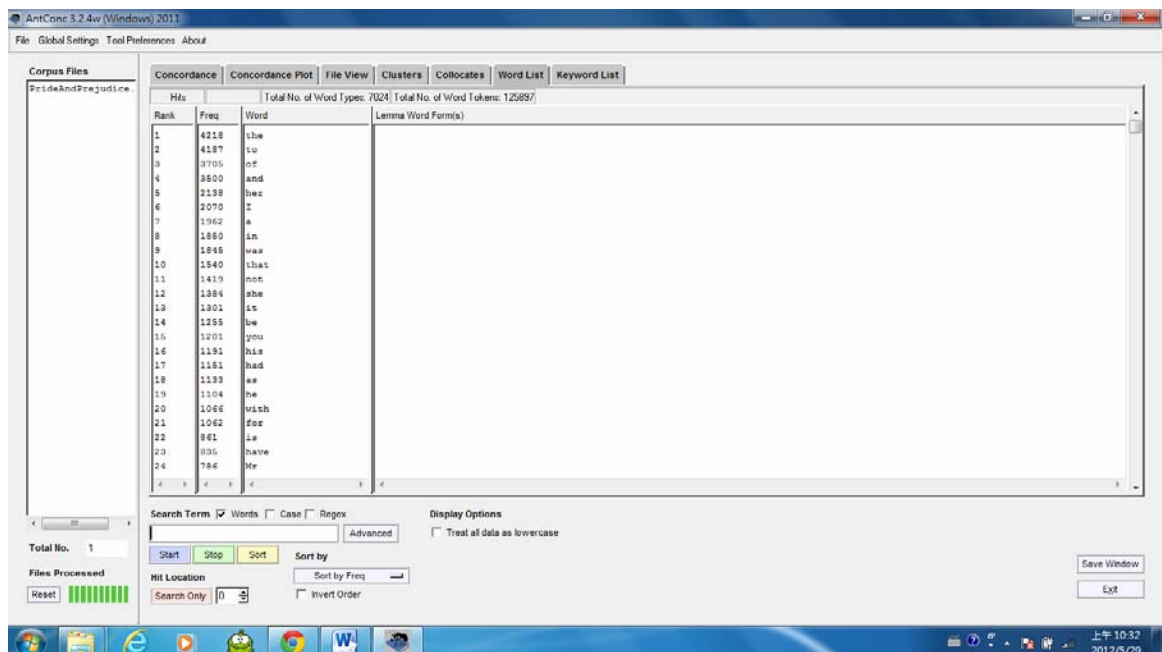 AntConc 3.2.4w (Windows) 2011
File Global Settings Tool Preferences About
Corpus Files
PrideAndPrejudice.
Concordance Concordance Plot File View Clusters Collocates Word List Keyword List
Hits Total No. of Word Types: 7024 Total No. of Word Tokens: 125897
Rank Freq Word Lemma Word Form(s)
1 4218 the
2 4187 to
3 3705 of
4 3500 and
5 2138 her
6 2070 I
7 1962 a
8 1880 in
9 1845 was
10 1540 that
11 1419 not
12 1384 she
13 1301 it
14 1255 be
15 1201 you
16 1191 his
17 1151 had
18 1133 as
19 1104 he
20 1066 with
21 1062 for
22 861 is
23 835 have
24 786 Mr
Search Term Words Case Regex
Display Options
Advanced
Treat all data as lowercase
Total No. 1
Start Stop Sort
Sort by
Files Processed
Hit Location
Sort by Freq
Save Window
Reset
Search Only 0
Invert Order
Exit
W
上午 10:32
2012/5/29